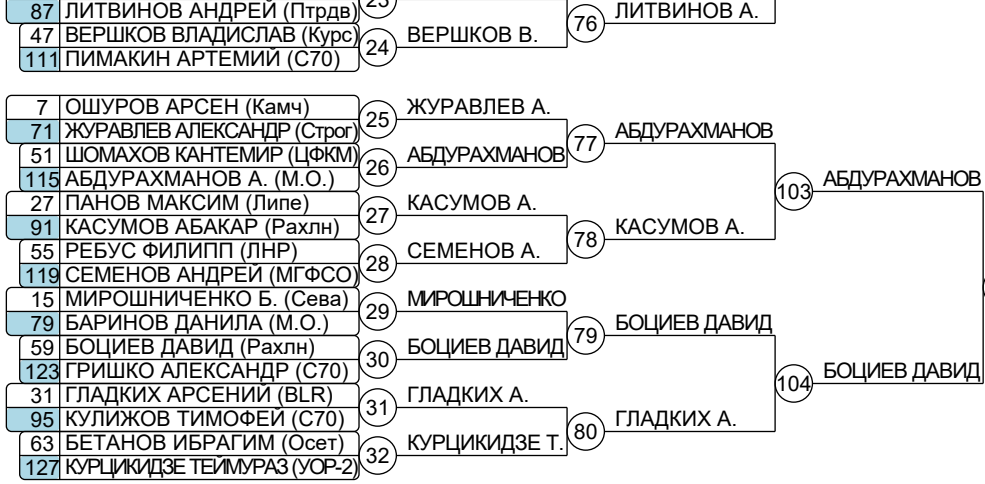 23
87 ЛИТВИНОВ АНДРЕЙ (Птрдв)
76 ЛИТВИНОВ А.
47 ВЕРШКОВ ВЛАДИСЛАВ (Курс)
24 ВЕРШКОВ В.
111 ПИМАКИН АРТЕМИЙ (С70)
7 ОШУРОВ АРСЕН (Камч)
25 ЖУРАВЛЕВ А.
71 ЖУРАВЛЕВ АЛЕКСАНДР (Строг)
77 АБДУРАХМАНОВ
51 ШОМАХОВ КАНТЕМИР (ЦФКМ)
26 АБДУРАХМАНОВ
115 АБДУРАХМАНОВ А. (М.О.)
103 АБДУРАХМАНОВ
27 ПАНОВ МАКСИМ (Липе)
27 КАСУМОВ А.
91 КАСУМОВ АБАКАР (Рахлн)
78 КАСУМОВ А.
55 РЕБУС ФИЛИПП (ЛНР)
28 СЕМЕНОВ А.
119 СЕМЕНОВ АНДРЕЙ (МГФСО)
15 МИРОШНИЧЕНКО Б. (Сева)
29 МИРОШНИЧЕНКО
79 БАРИНОВ ДАНИЛА (М.О.)
79 БОЦИЕВ ДАВИД
59 БОЦИЕВ ДАВИД (Рахлн)
30 БОЦИЕВ ДАВИД
123 ГРИШКО АЛЕКСАНДР (С70)
104 БОЦИЕВ ДАВИД
31 ГЛАДКИХ АРСЕНИЙ (BLR)
31 ГЛАДКИХ А.
95 КУЛИЖОВ ТИМОФЕЙ (С70)
80 ГЛАДКИХ А.
63 БЕТАНОВ ИБРАГИМ (Осет)
32 КУРЦИКИДЗЕ Т.
127 КУРЦИКИДЗЕ ТЕЙМУРАЗ (УОР-2)